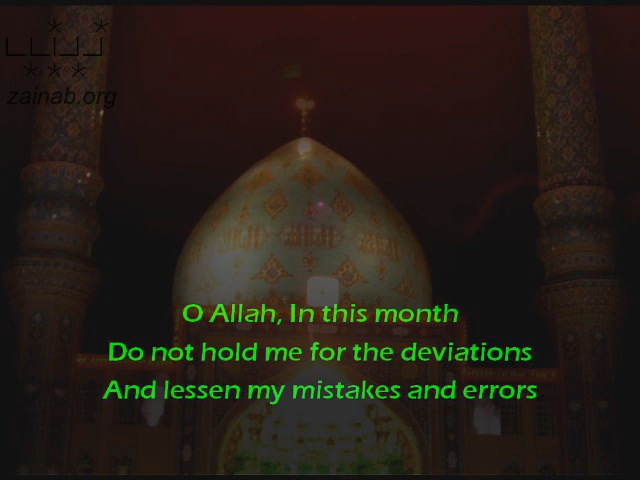 zainab.org
O Allah, In this month
Do not hold me for the deviations
And lessen my mistakes and errors